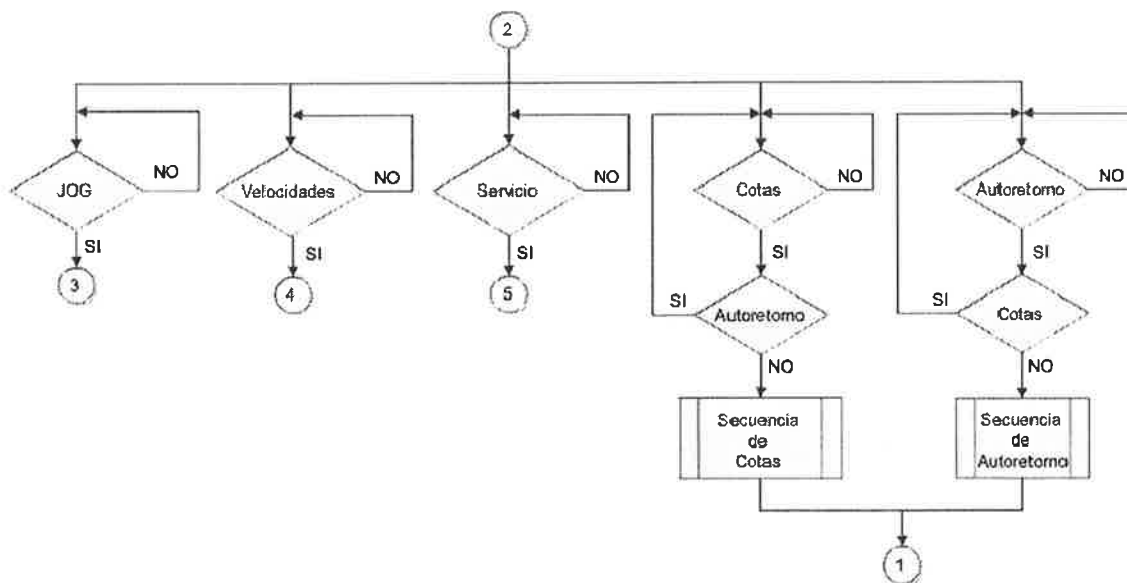 2
JOG
NO
SI
3
Velocidades
NO
SI
4
Servicio
NO
SI
5
Cotas
NO
SI
Autoretorno
SI
NO
Secuencia
de
Cotas
Autoretorno
NO
SI
Cotas
SI
NO
Secuencia
de
Autoretorno
1